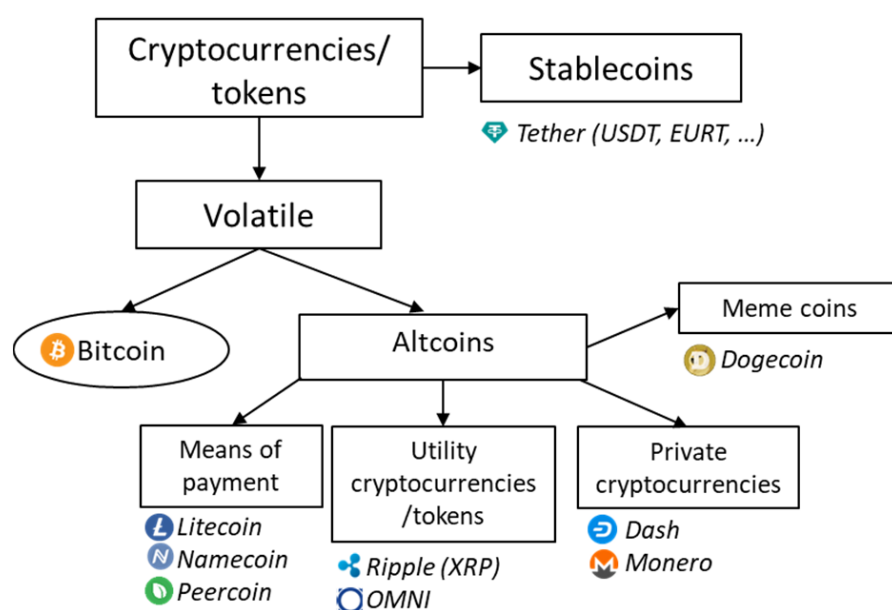 Cryptocurrencies/
tokens
Stablecoins
Tether (USDT, EURT, ...)
Volatile
Bitcoin
Altcoins
Meme coins
Dogecoin
Means of
payment
Litecoin
Namecoin
Peercoin
Utility
cryptocurrencies
/tokens
Ripple (XRP)
OMNI
Private
cryptocurrencies
Dash
Monero